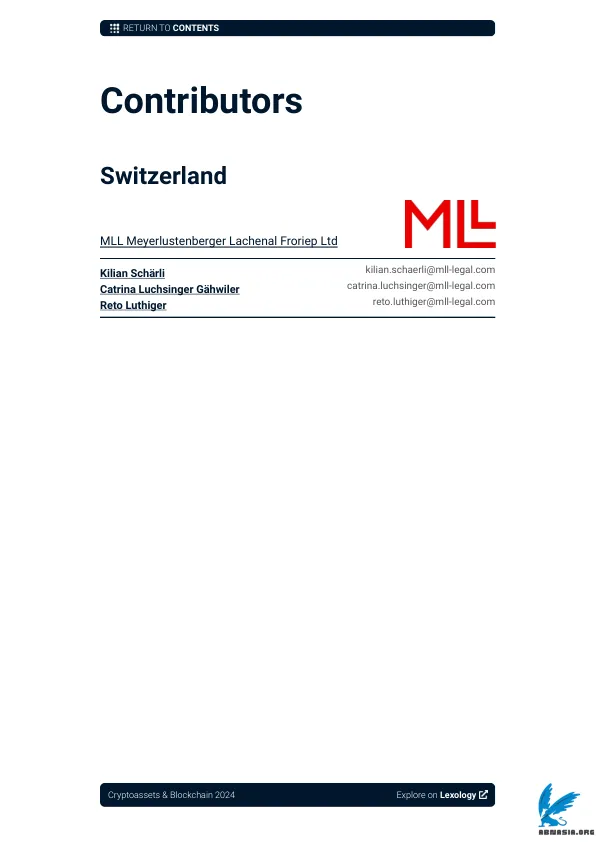 RETURN TO CONTENTS
Contributors
Switzerland
MLL
MLL Meyerlustenberger Lachenal Froriep Ltd
Kilian Schärli kilian.schaerli@mll-legal.com
Catrina Luchsinger Gähwiler catrina.luchsinger@mll-legal.com
Reto Luthiger reto.luthiger@mll-legal.com
Cryptoassets & Blockchain 2024 Explore on Lexology
ABNASIA.ORG